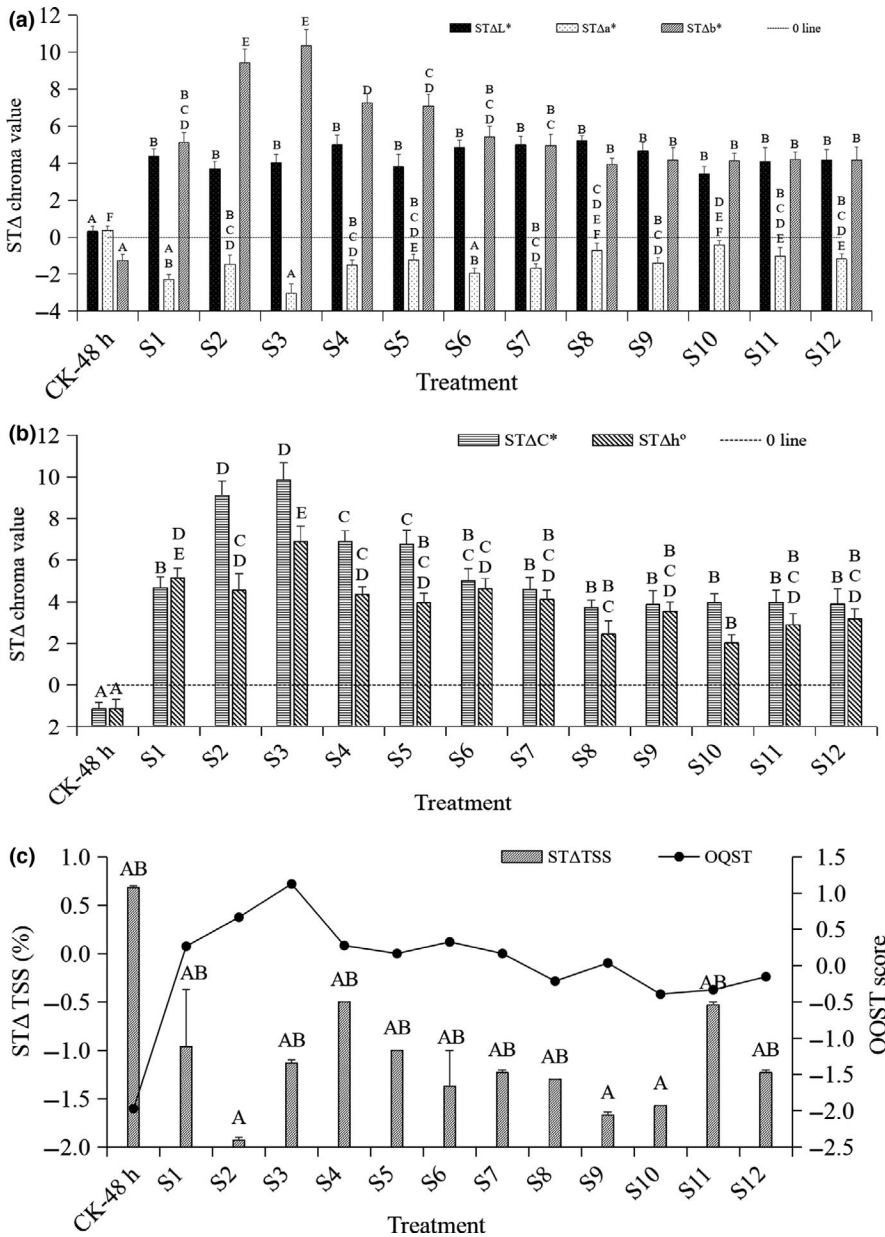 (a)
STΔL* STΔa* STΔb* 0 line
STΔ chroma value
12
10
8
6
4
2
0
−2
−4
A F A
B A B B C D
B B C D E
B A E
B B C D D
B B C D E C D
B A B B C D
B B C D B C
B C D E F B
B B C D B
B D E F B
B B C D E B
B B C D E B
CK-48 h S1 S2 S3 S4 S5 S6 S7 S8 S9 S10 S11 S12
Treatment
(b)
STΔC* STΔh° 0 line
STΔ chroma value
12
10
8
6
4
2
0
2
A A
B D E
D C D
D E
C C D
C B C D
B C C D
B B C D
B B C
B B C D
B B
B B C D
B B C D
CK-48 h S1 S2 S3 S4 S5 S6 S7 S8 S9 S10 S11 S12
Treatment
(c)
STΔTSS OQST
STΔ TSS (%)
1.0
0.5
0.0
−0.5
−1.0
−1.5
−2.0
AB AB A AB AB AB AB AB AB A A AB AB
1.5
1.0
0.5
0.0
−0.5
−1.0
−1.5
−2.0
−2.5
OQST score
CK-48 h S1 S2 S3 S4 S5 S6 S7 S8 S9 S10 S11 S12
Treatment